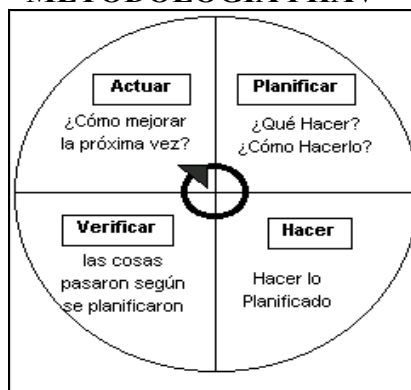 METODOLOGÍA PHAV
Actuar
¿Cómo mejorar
la próxima vez?
Planificar
¿Qué Hacer?
¿Cómo Hacerlo?
Verificar
las cosas
pasaron según
se planificaron
Hacer
Hacer lo
Planificado